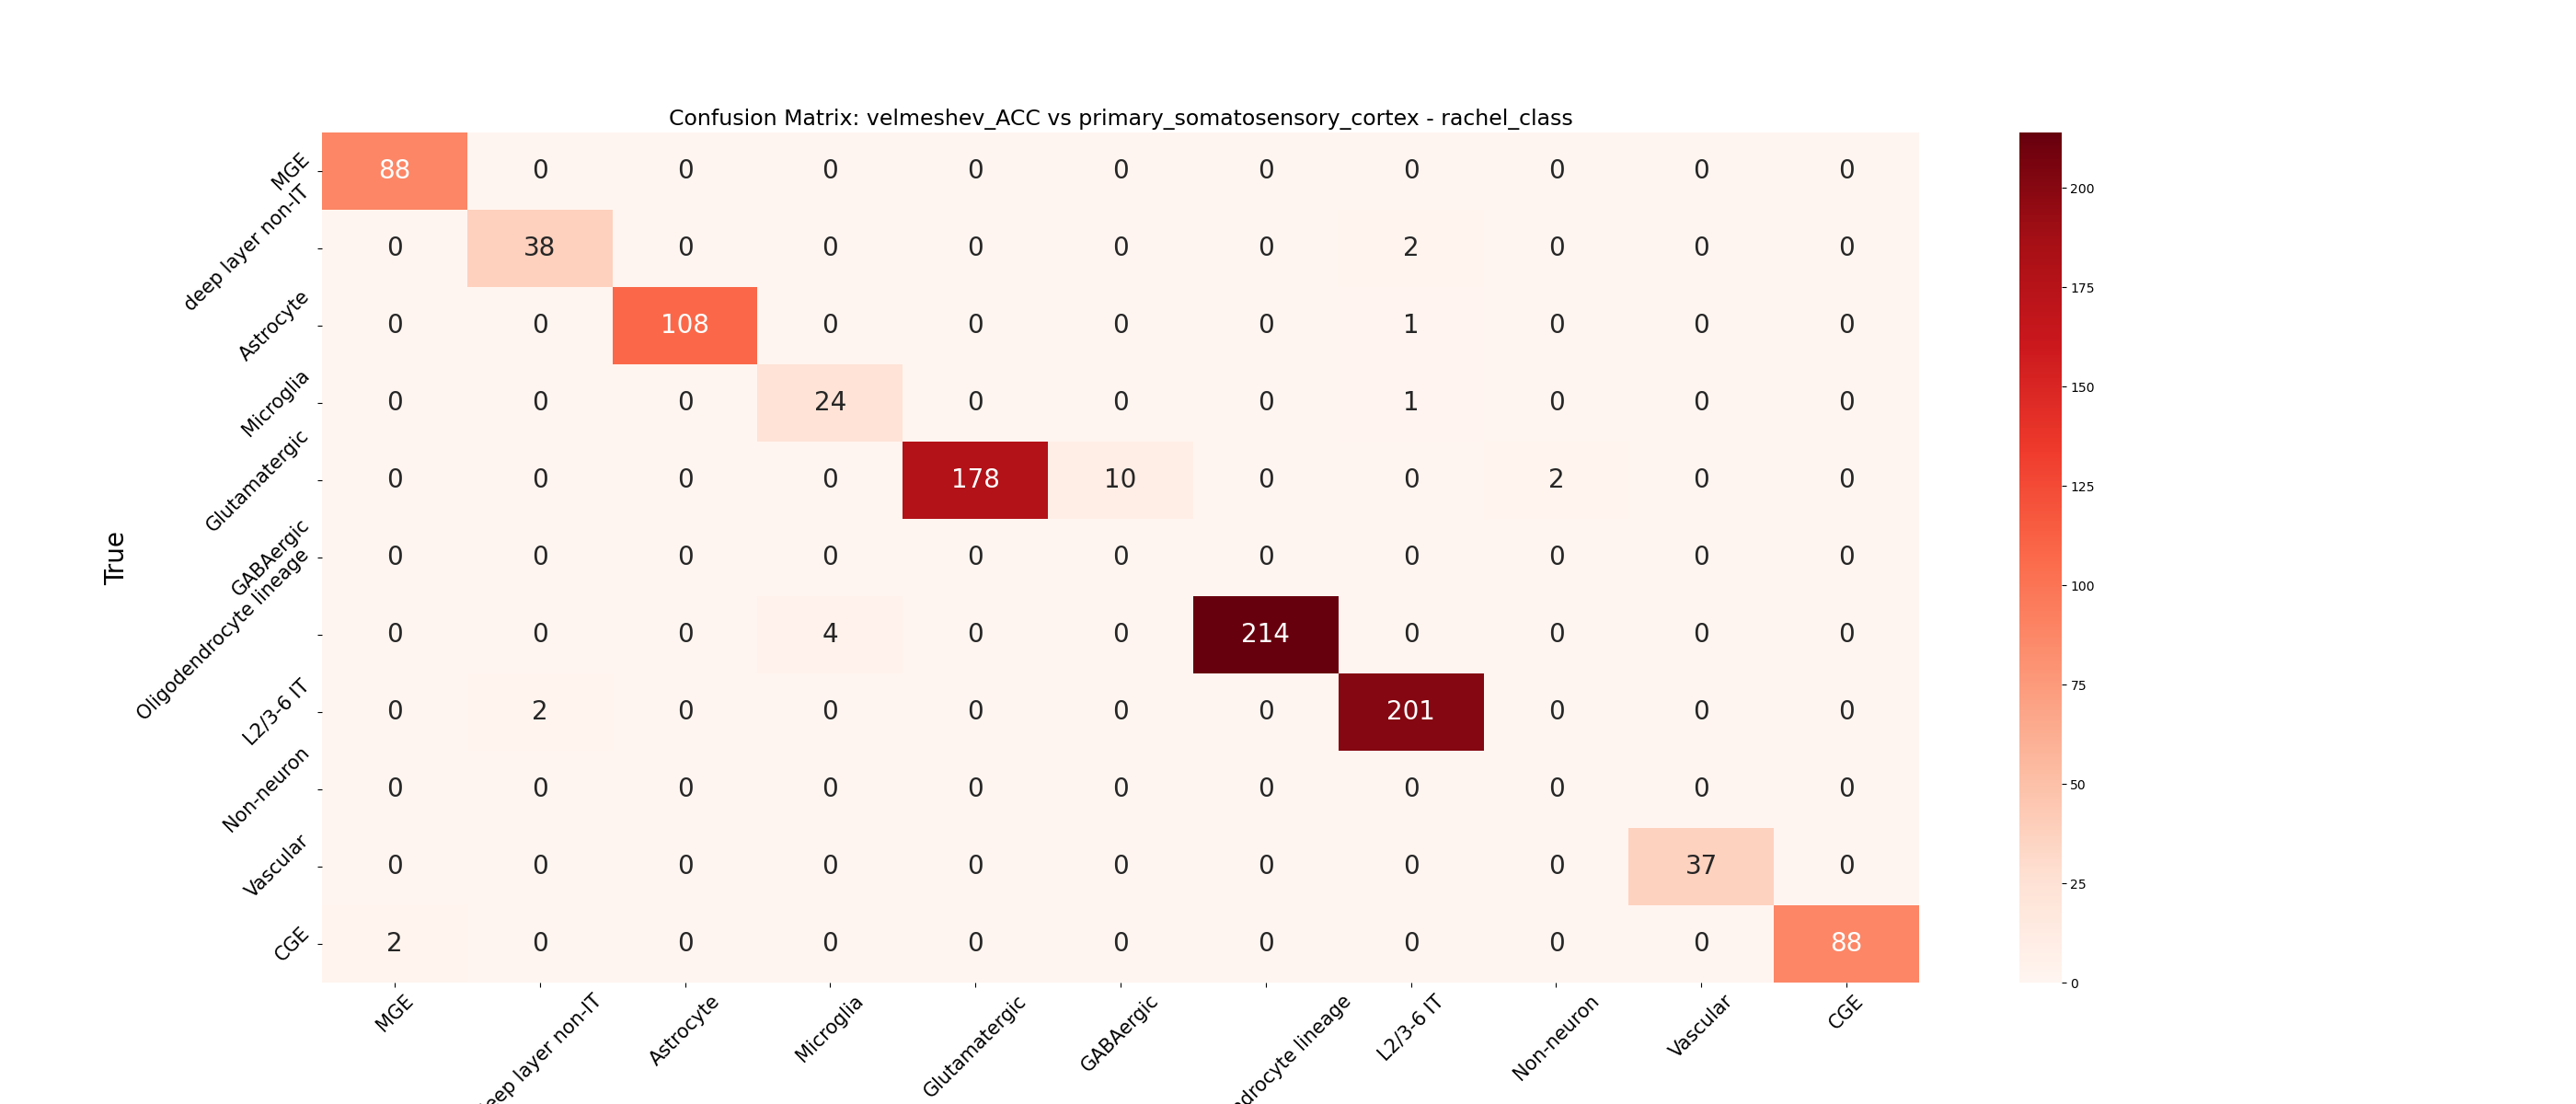 Confusion Matrix: velmeshev_ACC vs primary_somatosensory_cortex - rachel_class
True
MGE 88 0 0 0 0 0 0 0 0 0 0
deep layer non-IT 0 38 0 0 0 0 0 2 0 0 0
Astrocyte 0 0 108 0 0 0 0 1 0 0 0
Microglia 0 0 0 24 0 0 0 1 0 0 0
Glutamatergic 0 0 0 0 178 10 0 0 2 0 0
GABAergic 0 0 0 0 0 0 0 0 0 0 0
Oligodendrocyte lineage 0 0 0 4 0 0 214 0 0 0 0
L2/3-6 IT 0 2 0 0 0 0 0 201 0 0 0
Non-neuron 0 0 0 0 0 0 0 0 0 0 0
Vascular 0 0 0 0 0 0 0 0 0 37 0
CGE 2 0 0 0 0 0 0 0 0 0 88
MGE eep layer non-IT Astrocyte Microglia Glutamatergic GABAergic ndrocyte lineage L2/3-6 IT Non-neuron Vascular CGE
200
175
150
125
100
75
50
25
0